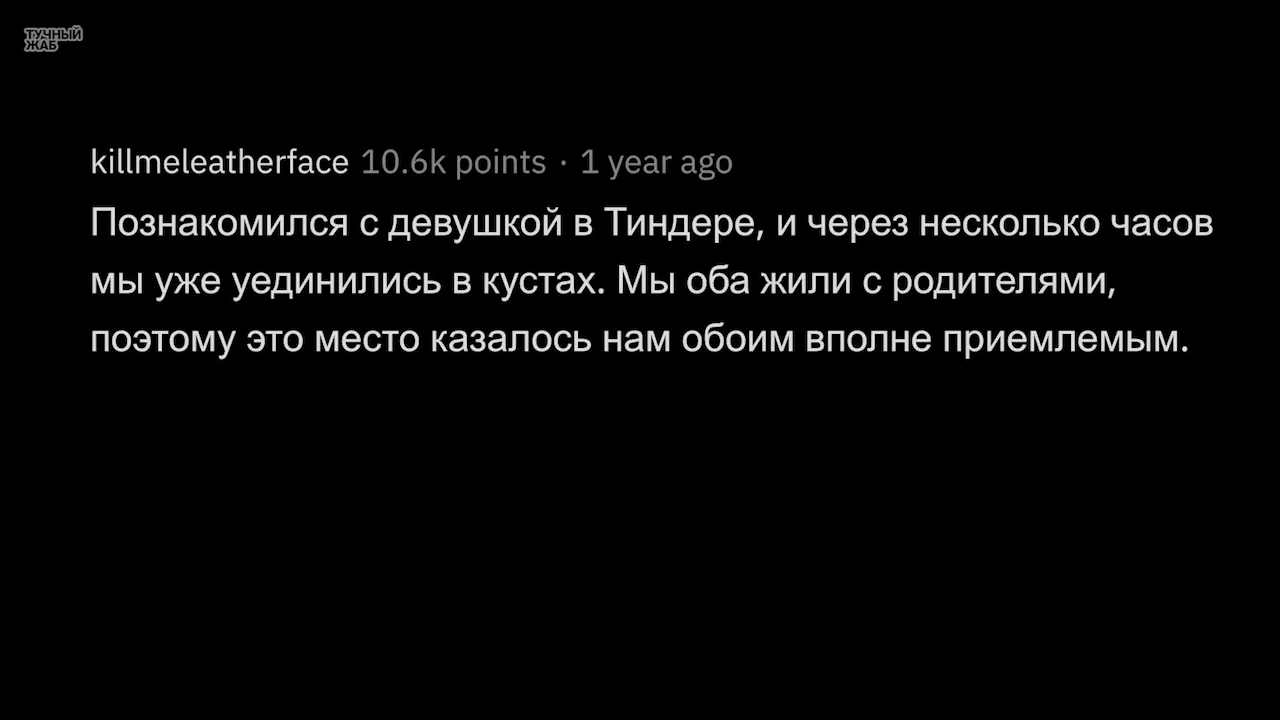 ТУЧНЫЙ
ЖАБ
killmeleatherface 10.6k points · 1 year ago
Познакомился с девушкой в Тиндере, и через несколько часов
мы уже уединились в кустах. Мы оба жили с родителями,
поэтому это место казалось нам обоим вполне приемлемым.